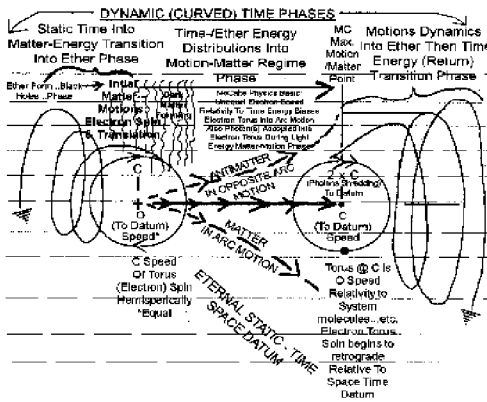 DYNAMIC (CURVED) TIME PHASES
Static Time Into
Matter-Energy Transition
Into Ether Phase
Time-/Ether Energy
Distributions Into
Motion-Matter Regime
Phase
MC
Max.
Motion
/Matter
Point
Motions Dynamics
Into Ether Then Time
Energy (Return)
Transition Phase
Ether Form...Black
Holes...Phase
Initial
Matter-
Motions
Electron Spin
& Translation
Dark
Matter
Forming
McCabe Physics Basic
Unequal Electron Speed
Relativity To Time Energy Biases
Electron Torus Into Arc Motion
Also Photon(s) Adopted Into
Electron Torus During Light
Energy Matter-Motion Phase
C
O
(To Datum)
Speed*
C Speed
Of Torus
(Electron) Spin
Hemisperically
*Equal
ANTIMATTER
IN OPPOSITE ARC
MOTION
MATTER
IN ARC MOTION
ETERNAL STATIC - TIME
SPACE DATUM
2 x C
(Photons Shredding)
To Datum
C
(To Datum)
Speed
Torus @ C Is
O Speed
Relativity to
System
molecules...etc.
Electron Torus
Spin begins to
retrograde
Relative To
Space Time
Datum